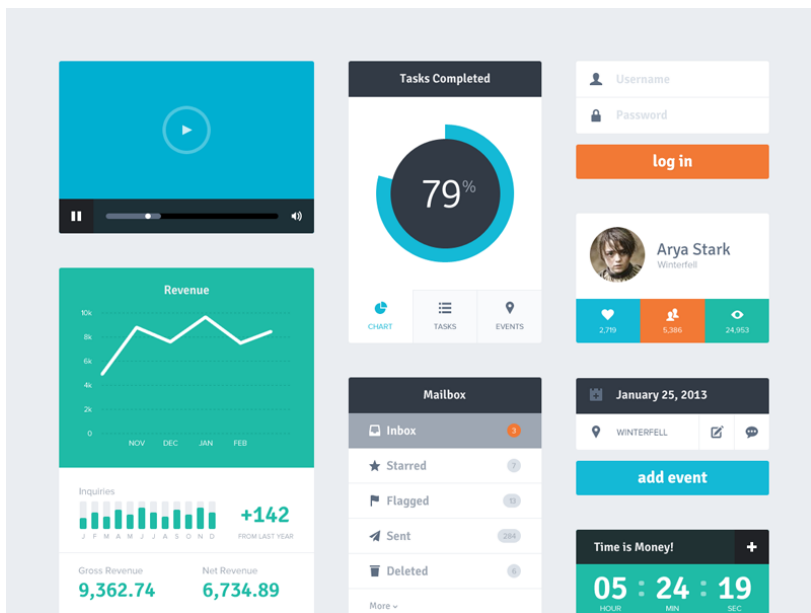 Tasks Completed
79%
CHART
TASKS
EVENTS
Username
Password
log in
Arya Stark
Winterfell
2,719
5,386
24,953
Revenue
10k
8k
6k
4k
2k
0
NOV DEC JAN FEB
Inquiries
J F M A M J J A S O N D
+142
FROM LAST YEAR
Gross Revenue
9,362.74
Net Revenue
6,734.89
Mailbox
Inbox 3
Starred 7
Flagged 13
Sent 284
Deleted 6
More
January 25, 2013
WINTERFELL
add event
Time is Money!
05 : 24 : 19
HOUR MIN SEC